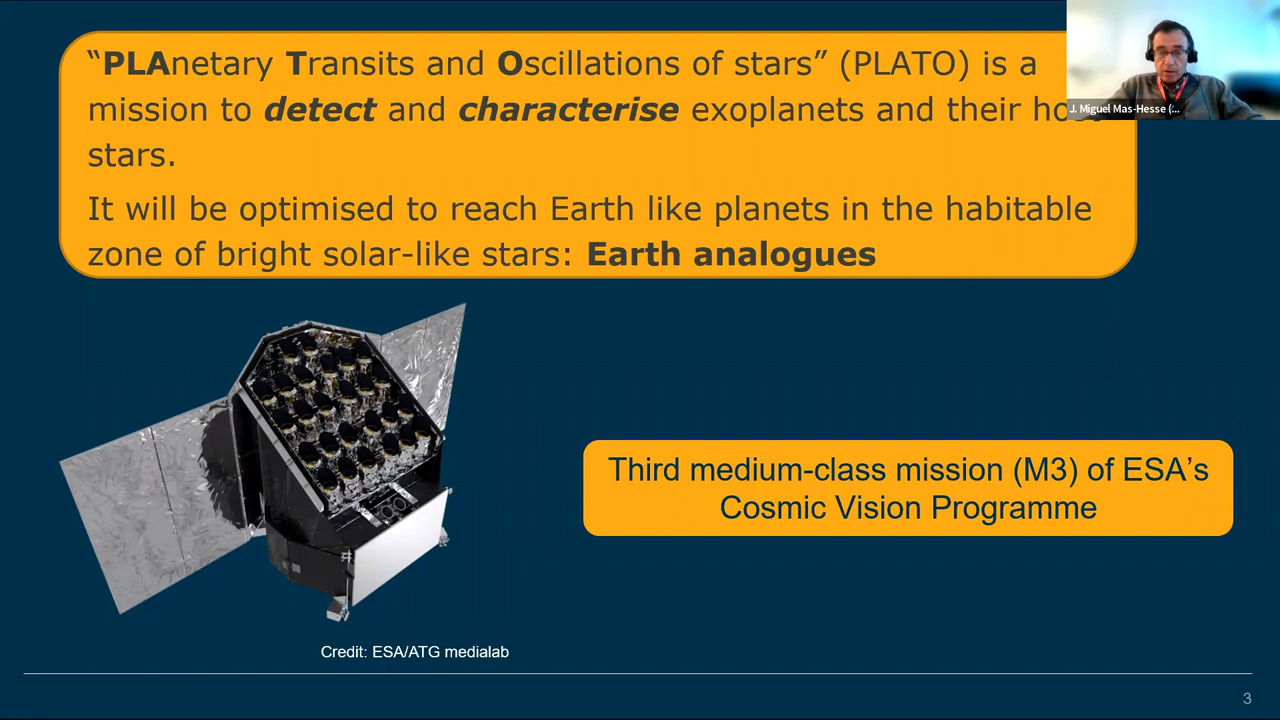 “PLAnetary Transits and Oscillations of stars” (PLATO) is a
mission to detect and characterise exoplanets and their
stars.
It will be optimised to reach Earth like planets in the habitable
zone of bright solar-like stars: Earth analogues
J. Miguel Mas-Hesse (...
Third medium-class mission (M3) of ESA’s
Cosmic Vision Programme
Credit: ESA/ATG medialab
3